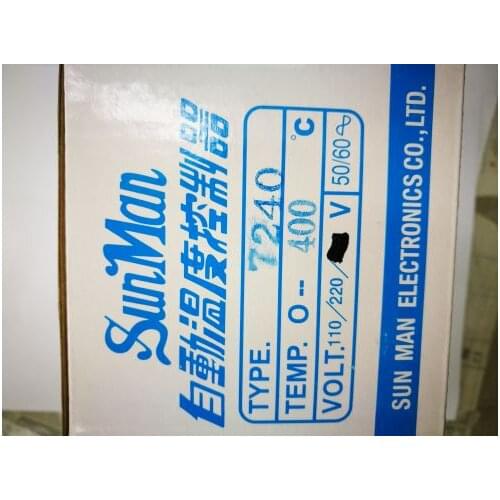 SunMan
自動溫度控制器
TYPE. 7240
TEMP. 0-- 400 °C
VOLT. 110/220/ V 50/60~
SUN MAN ELECTRONICS CO., LTD.